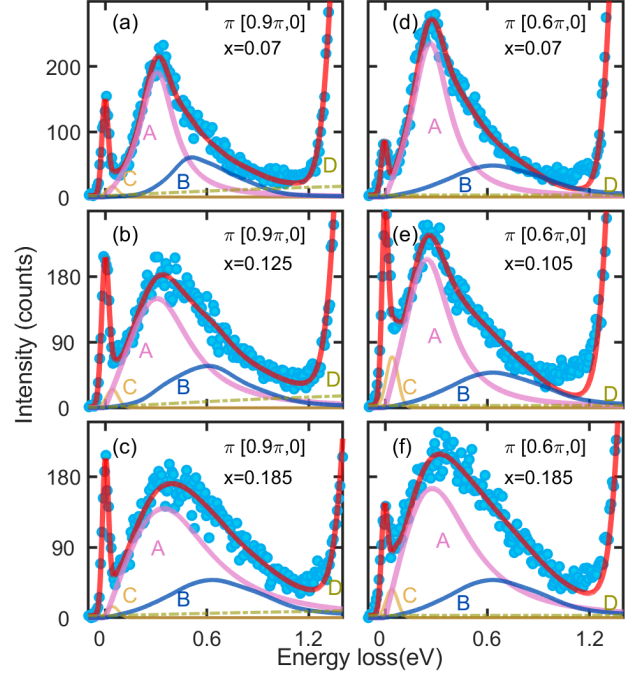 (a) π [0.9π,0]
x=0.07
200
100
0
A
B
C
D
(d) π [0.6π,0]
x=0.07
A
B
D
(b) π [0.9π,0]
x=0.125
180
90
0
A
B
C
D
(e) π [0.6π,0]
x=0.105
A
B
C
D
(c) π [0.9π,0]
x=0.185
180
90
0
A
B
C
D
(f) π [0.6π,0]
x=0.185
A
B
C
D
0 0.6 1.2
0 0.6 1.2
Intensity (counts)
Energy loss(eV)